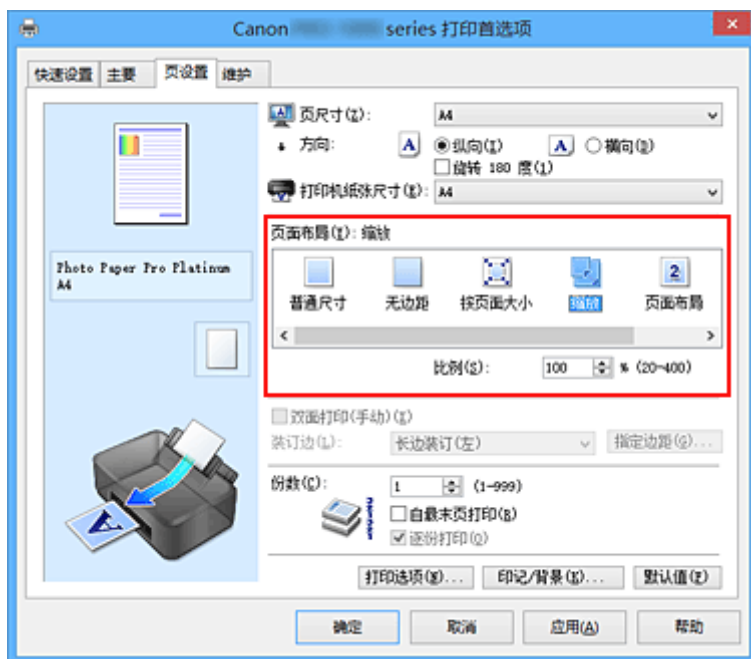 Canon series 打印首选项
快速设置 主要 页设置 维护
页尺寸(Z): A4
方向: A 纵向(I) A 横向(D)
旋转 180 度(1)
打印机纸张尺寸(E): A4
页面布局(Y): 缩放
普通尺寸 无边距 按页面大小 缩放 2 页面布局
比例(S): 100 % (20-400)
Photo Paper Pro Platinum
A4
双面打印(手动)(X)
装订边(L): 长边装订(左) 指定边距(G)...
份数(C): 1 (1-999)
自最末页打印(B)
逐份打印(O)
A
打印选项(W)... 印记/背景(K)... 默认值(F)
确定 取消 应用(A) 帮助